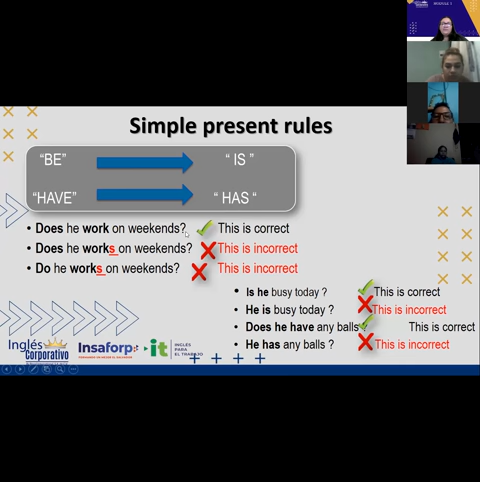 MODULE 2
Simple present rules
"BE" " IS "
"HAVE" " HAS "
• Does he work on weekends? This is correct
• Does he works on weekends? This is incorrect
• Do he works on weekends? This is incorrect
• Is he busy today ? This is correct
• He is busy today ? This is incorrect
• Does he have any balls This is correct
• He has any balls ? This is incorrect
Inglés
Corporativo
Insaforp
it
INGLÉS
PARA
EL TRABAJO